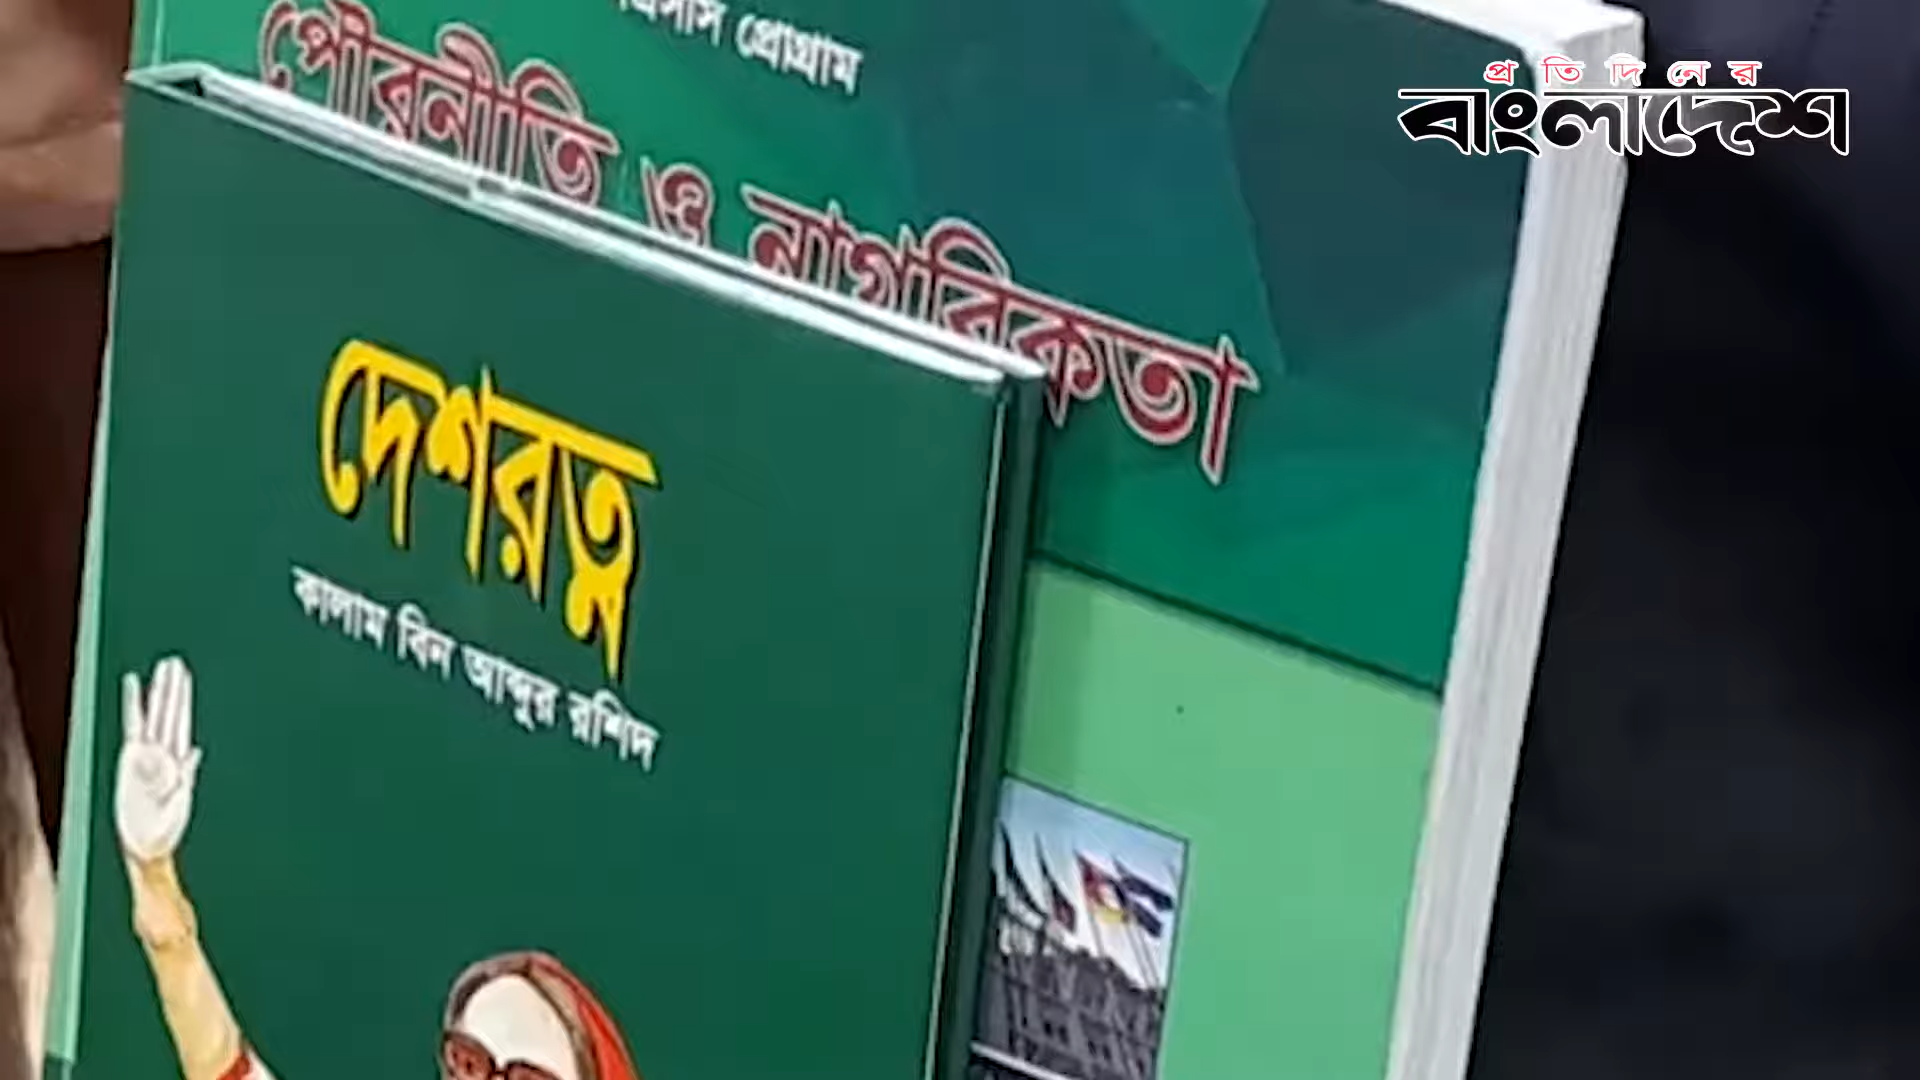 প্রোগ্রাম
পৌরনীতি ও নাগরিকতা
দেশরত্ন
কালাম বিন আব্দুর রশিদ
প্রতিদিনের
বাংলাদেশ